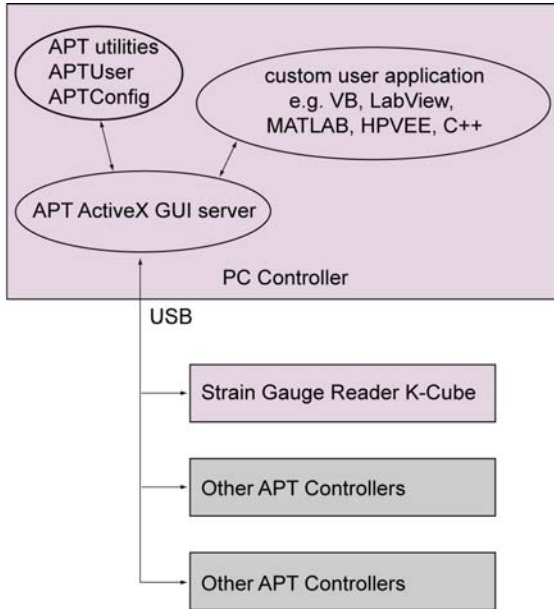 APT utilities
APTUser
APTConfig
custom user application
e.g. VB, LabView,
MATLAB, HPVEE, C++
APT ActiveX GUI server
PC Controller
USB
Strain Gauge Reader K-Cube
Other APT Controllers
Other APT Controllers